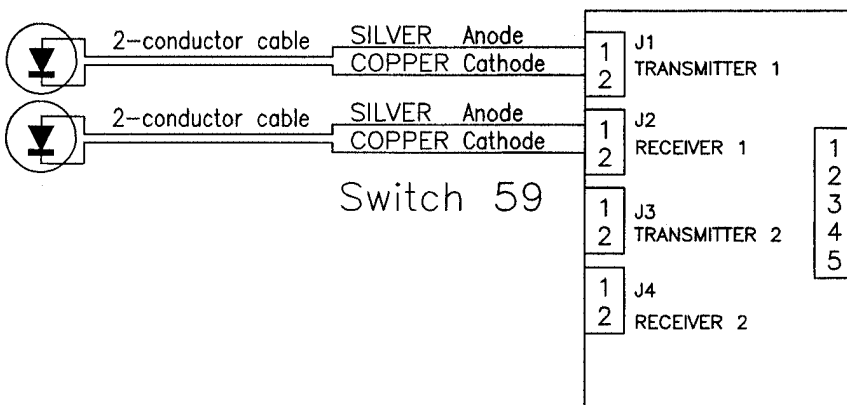 2-conductor cable SILVER Anode
COPPER Cathode
1 J1
2 TRANSMITTER 1
2-conductor cable SILVER Anode
COPPER Cathode
1 J2
2 RECEIVER 1
Switch 59
1 J3
2 TRANSMITTER 2
1 J4
2 RECEIVER 2
1
2
3
4
5